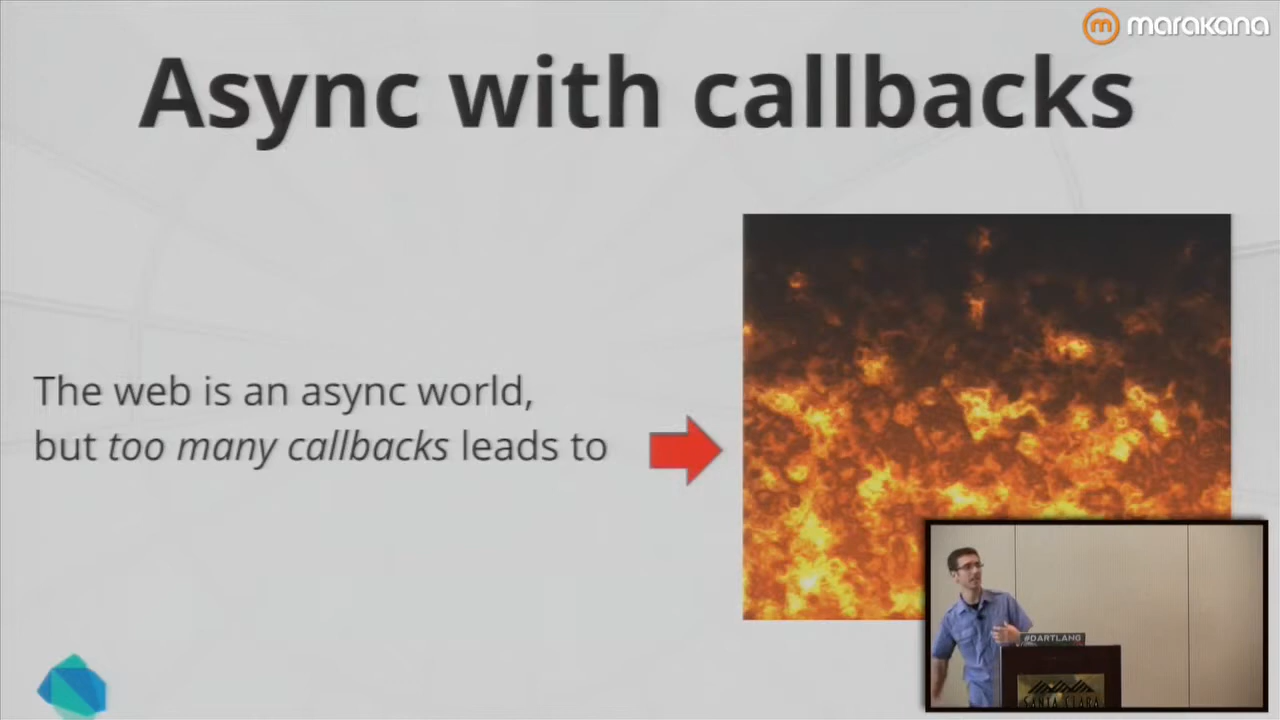 marakana
Async with callbacks
The web is an async world,
but too many callbacks leads to
#DARTLANG
SANTA CLARA